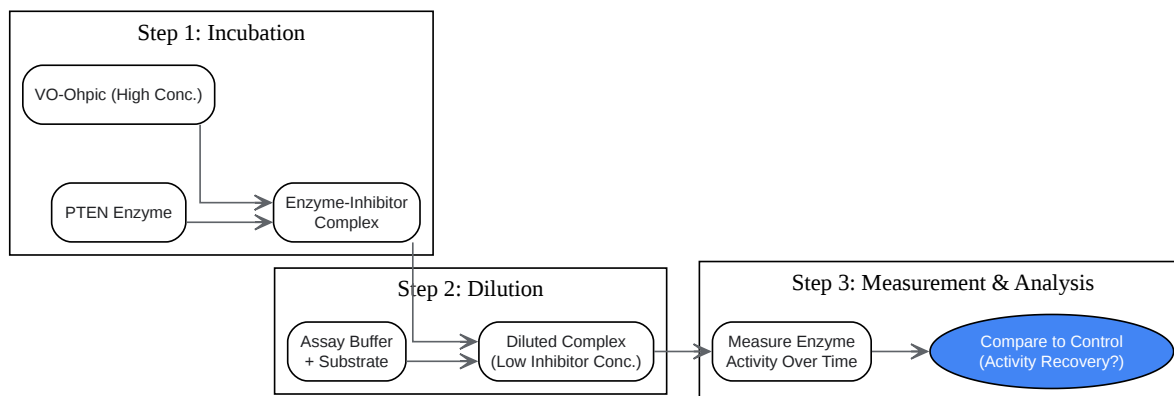 Step 1: Incubation
VO-Ohpic (High Conc.)
PTEN Enzyme
Enzyme-Inhibitor
Complex
Step 2: Dilution
Assay Buffer
+ Substrate
Diluted Complex
(Low Inhibitor Conc.)
Step 3: Measurement & Analysis
Measure Enzyme
Activity Over Time
Compare to Control
(Activity Recovery?)